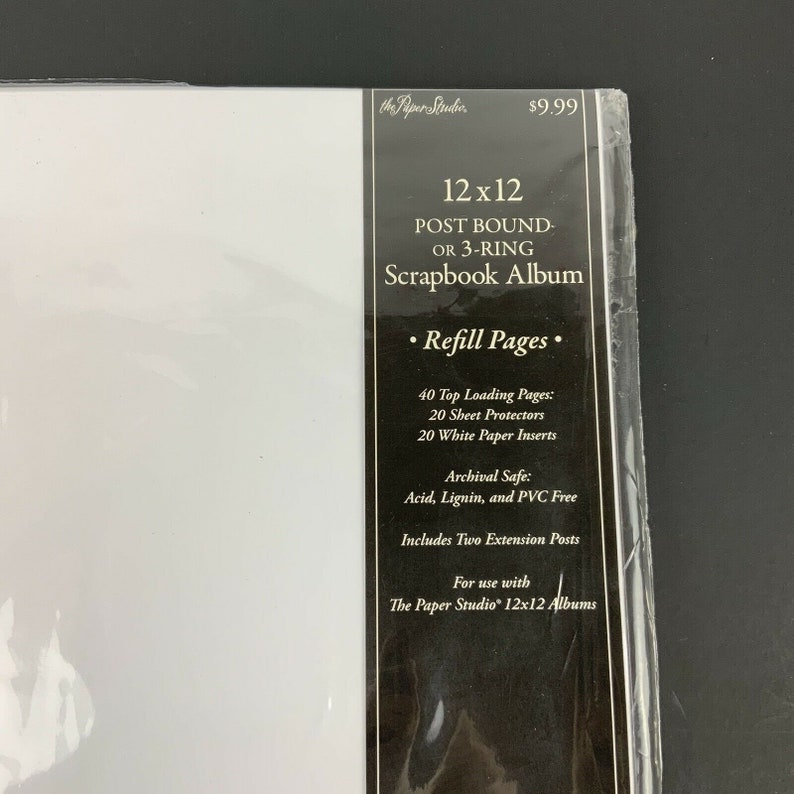 the Paper Studio®
$9.99
12 x 12
POST BOUND-
OR 3-RING
Scrapbook Album
• Refill Pages •
40 Top Loading Pages:
20 Sheet Protectors
20 White Paper Inserts
Archival Safe:
Acid, Lignin, and PVC Free
Includes Two Extension Posts
For use with
The Paper Studio® 12x12 Albums